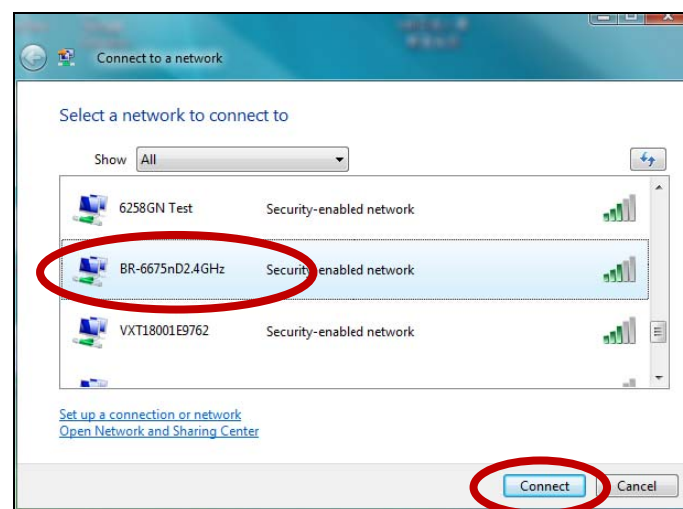 Connect to a network
Select a network to connect to
Show All
6258GN Test Security-enabled network
BR-6675nD2.4GHz Security-enabled network
VXT18001E9762 Security-enabled network
Set up a connection or network
Open Network and Sharing Center
Connect Cancel